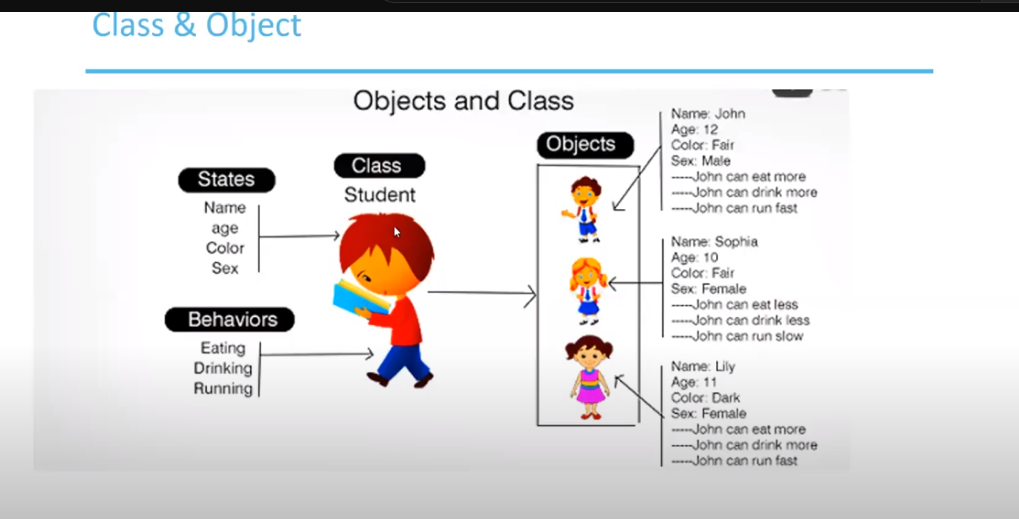 Class & Object
Objects and Class
States
Name
age
Color
Sex
Behaviors
Eating
Drinking
Running
Class
Student
Objects
Name: John
Age: 12
Color: Fair
Sex: Male
-----John can eat more
-----John can drink more
-----John can run fast
Name: Sophia
Age: 10
Color: Fair
Sex: Female
-----John can eat less
-----John can drink less
-----John can run slow
Name: Lily
Age: 11
Color: Dark
Sex: Female
-----John can eat more
-----John can drink more
-----John can run fast